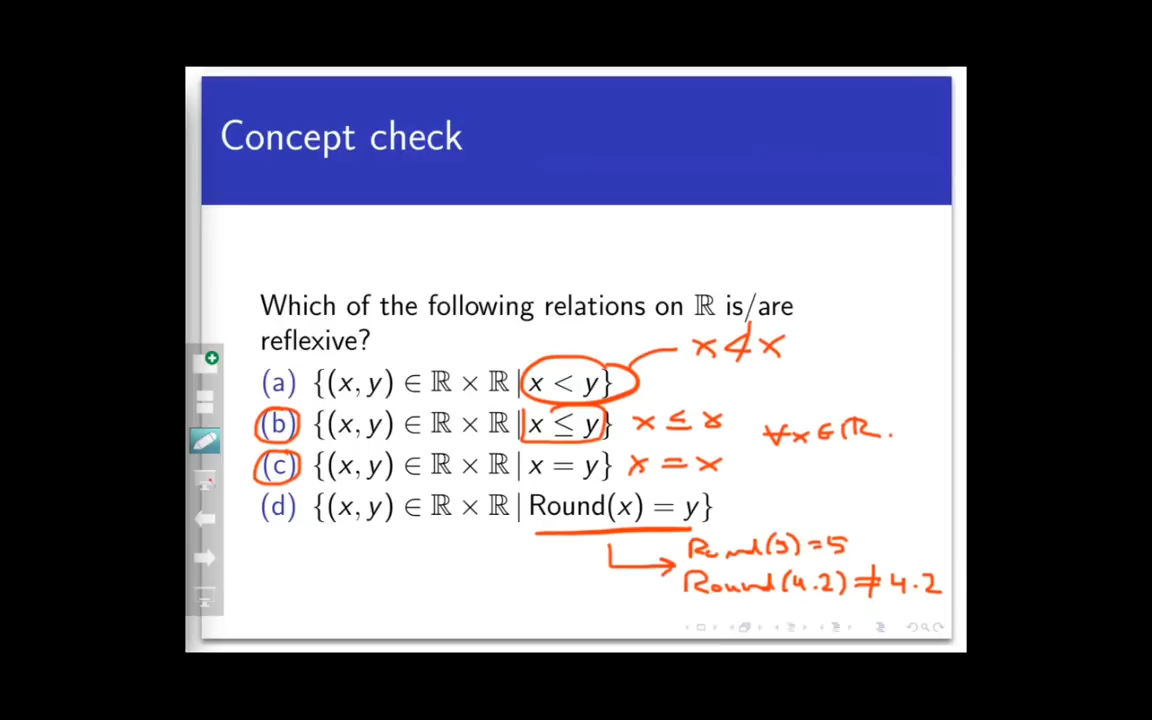 Concept check
Which of the following relations on ℝ is/are
reflexive?
x ≮ x
(a) {(x, y) ∈ ℝ × ℝ | x < y}
(b) {(x, y) ∈ ℝ × ℝ | x ≤ y} x ≤ x ∀x ∈ ℝ.
(c) {(x, y) ∈ ℝ × ℝ | x = y} x = x
(d) {(x, y) ∈ ℝ × ℝ | Round(x) = y}
Round(5) = 5
Round(4.2) ≠ 4.2